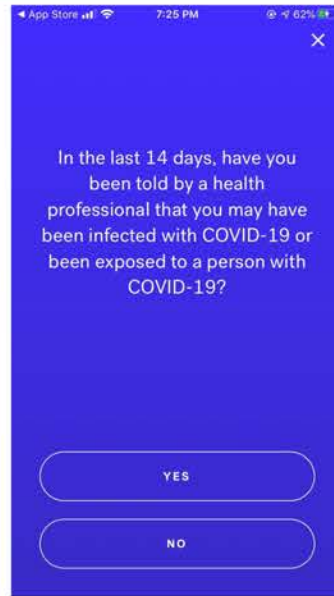 App Store 7:25 PM 62%
In the last 14 days, have you
been told by a health
professional that you may have
been infected with COVID-19 or
been exposed to a person with
COVID-19?
YES
NO